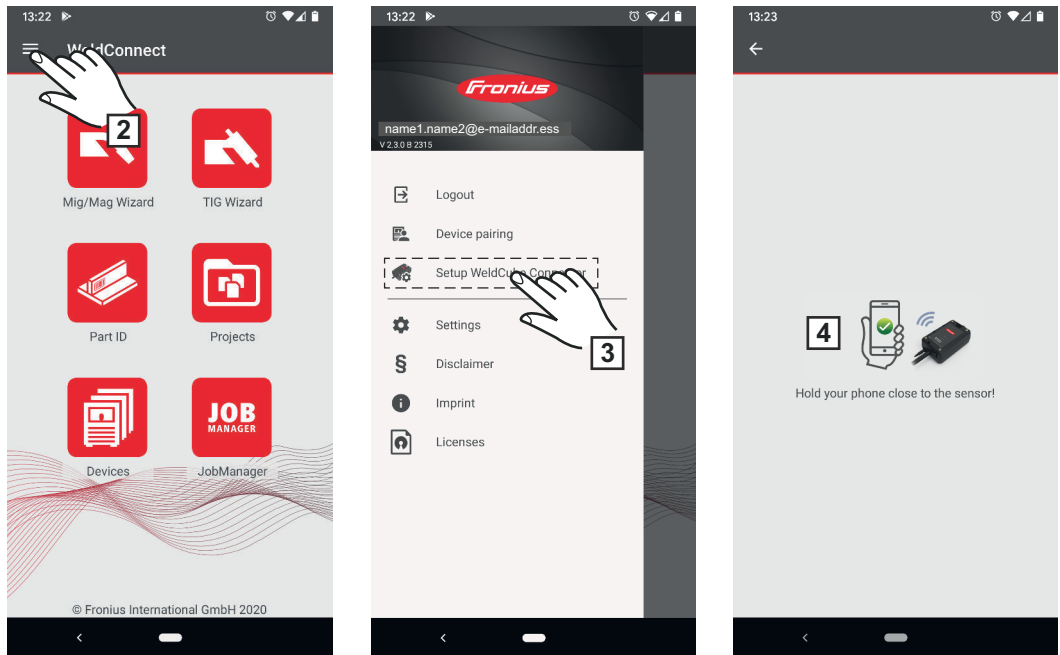 13:22
WeldConnect
2
Mig/Mag Wizard
TIG Wizard
Part ID
Projects
JOB
MANAGER
Devices
JobManager
© Fronius International GmbH 2020
13:22
Fronius
name1.name2@e-mailaddr.ess
V 2.3.0 B 2315
Logout
Device pairing
Setup WeldCube Connector
3
Settings
§ Disclaimer
Imprint
Licenses
13:23
4
Hold your phone close to the sensor!